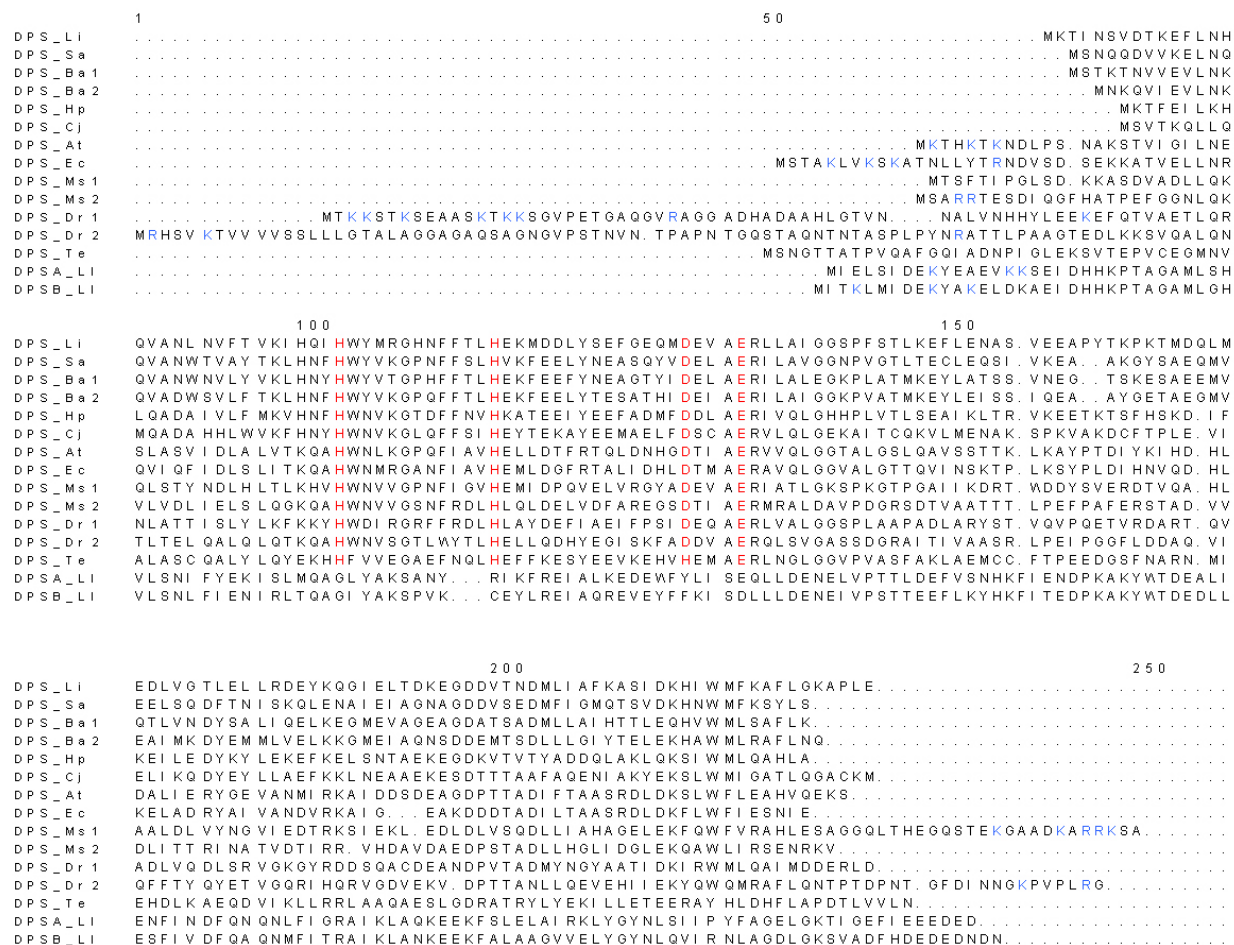 1 50
DPS_Li ......................................................................MKTINSVDTKEFLNH
DPS_Sa ........................................................................MSNQQDVVKELNQ
DPS_Ba1 ........................................................................MSTKTNVVEVLNK
DPS_Ba2 ..........................................................................MNKQVIEVLNK
DPS_Hp ............................................................................MKTFEILKH
DPS_Cj ............................................................................MSVTKQLLQ
DPS_At ............................................................MKTHKTKNDLPS.NAKSTVIGILNE
DPS_Ec .................................................MSTAKLVKSKATNLLYTRNDVSD.SEKKATVELLNR
DPS_Ms1 .............................................................MTSFTIPGLSD.KKASDVADLLQK
DPS_Ms2 ............................................................MSARRTESDIQGFHATPEFGGNLQK
DPS_Dr1 ..............MTKKSTKSEAASKTKKSGVPETGAQGVRAGGADHADAAHLGTVN....NALVNHHYLEEKEFQTVAETLQR
DPS_Dr2 MRHSVKTVVVVSSLLLGTALAGGAGAQSAGNGVPSTNVN.TPAPNTGQSTAQNTNTASPLPYNRATTLPAAGTEDLKKSVQALQN
DPS_Te ................................................MSNGTTATPVQAFGQIADNPIGLEKSVTEPVCEGMNV
DPSA_LI .....................................................MIELSIDEKYEAEVKKSEIDHHKPTAGAMLSH
DPSB_LI ....................................................MITKLMIDEKYAKELDKAEIDHHKPTAGAMLGH
100 150
DPS_Li QVANLNVFTVKIHQIHWYMRGHNFFTLHEKMDDLYSEFGEQMDEVAERLLAIGGSPFSTLKEFLENAS.VEEAPYTKPKTMDQLM
DPS_Sa QVANWTVAYTKLHNFHWYVKGPNFFSLHVKFEELYNEASQYVDELAERILAVGGNPVGTLTECLEQSI.VKEA..AKGYSAEQMV
DPS_Ba1 QVANWNVLYVKLHNYHWYVTGPHFFTLHEKFEEFYNEAGTYIDELAERILALEGKPLATMKEYLATSS.VNEG..TSKESAEEMV
DPS_Ba2 QVADWSVLFTKLHNFHWYVKGPQFFTLHEKFEELYTESATHIDEIAERILAIGGKPVATMKEYLEISS.IQEA..AYGETAEGMV
DPS_Hp LQADAIVLFMKVHNFHWNVKGTDFFNVHKATEEIYEEFADMFDDLAERIVQLGHHPLVTLSEAIKLTR.VKEETKTSFHSKD.IF
DPS_Cj MQADAHHLWVKFHNYHWNVKGLQFFSIHEYTEKAYEEMAELFDSCAERVLQLGEKAITCQKVLMENAK.SPKVAKDCFTPLE.VI
DPS_At SLASVIDLALVTKQAHWNLKGPQFIAVHELLDTFRTQLDNHGDTIAERVVQLGGTALGSLQAVSSTTK.LKAYPTDIYKIHD.HL
DPS_Ec QVIQFIDLSLITKQAHWNMRGANFIAVHEMLDGFRTALIDHLDTMAERAVQLGGVALGTTQVINSKTP.LKSYPLDIHNVQD.HL
DPS_Ms1 QLSTYNDLHLTLKHVHWNVVGPNFIGVHEMIDPQVELVRGYADEVAERIATLGKSPKGTPGAIIKDRT.WDDYSVERDTVQA.HL
DPS_Ms2 VLVDLIELSLQGKQAHWNVVGSNFRDLHLQLDELVDFAREGSDTIAERMRALDAVPDGRSDTVAATTT.LPEFPAFERSTAD.VV
DPS_Dr1 NLATTISLYLKFKKYHWDIRGRFFRDLHLAYDEFIAEIFPSIDEQAERLVALGGSPLAAPADLARYST.VQVPQETVRDART.QV
DPS_Dr2 TLTELQALQLQTKQAHWNVSGTLWYTLHELLQDHYEGISKFADDVAERQLSVGASSDGRAITIVAASR.LPEIPGGFLDDAQ.VI
DPS_Te ALASCQALYLQYEKHHFVVEGAEFNQLHEFFKESYEEVKEHVHEMAERLNGLGGVPVASFAKLAEMCC.FTPEEDGSFNARN.MI
DPSA_LI VLSNIFYEKISLMQAGLYAKSANY...RIKFREIALKEDEWFYLISEQLLDENELVPTTLDEFVSNHKFIENDPKAKYWTDEALI
DPSB_LI VLSNLFIENIRLTQAGIYAKSPVK...CEYLREIAQREVEYFFKISDLLLDENEIVPSTTEEFLKYHKFITEDPKAKYWTDEDLL
200 250
DPS_Li EDLVGTLELLRDEYKQGIELTDKEGDDVTNDMLIAFKASIDKHIWMFKAFLGKAPLE............................
DPS_Sa EELSQDFTNISKQLENAIEIAGNAGDDVSEDMFIGMQTSVDKHNWMFKSYLS.................................
DPS_Ba1 QTLVNDYSALIQELKEGMEVAGEAGDATSADMLLAIHTTLEQHVWMLSAFLK.................................
DPS_Ba2 EAIMKDYEMMLVELKKGMEIAQNSDDEMTSDLLLGIYTELEKHAWMLRAFLNQ................................
DPS_Hp KEILEDYKYLEKEFKELSNTAEKEGDKVTVTYADDQLAKLQKSIWMLQAHLA.................................
DPS_Cj ELIKQDYEYLLAEFKKLNEAAEKESDTTTAAFAQENIAKYEKSLWMIGATLQGACKM............................
DPS_At DALIERYGEVANMIRKAIDDSDEAGDPTTADIFTAASRDLDKSLWFLEAHVQEKS..............................
DPS_Ec KELADRYAIVANDVRKAIG...EAKDDDTADILTAASRDLDKFLWFIESNIE.................................
DPS_Ms1 AALDLVYNGVIEDTRKSIEKL.EDLDLVSQDLLIAHAGELEKFQWFVRAHLESAGGQLTHEGQSTEKGAADKARRKSA.......
DPS_Ms2 DLITTRINATVDTIRR.VHDAVDAEDPSTADLLHGLIDGLEKQAWLIRSENRKV...............................
DPS_Dr1 ADLVQDLSRVGKGYRDDSQACDEANDPVTADMYNGYAATIDKIRWMLQAIMDDERLD............................
DPS_Dr2 QFFTYQYETVGQRIHQRVGDVEKV.DPTTANLLQEVEHIIEKYQWQMRAFLQNTPTDPNT.GFDINNGKPVPLRG..........
DPS_Te EHDLKAEQDVIKLLRRLAAQAESLGDRATRYLYEKILLETEERAYHLDHFLAPDTLVVLN.........................
DPSA_LI ENFINDFQNQNLFIGRAIKLAQKEEKFSLELAIRKLYGYNLSIIPYFAGELGKTIGEFIEEEDED....................
DPSB_LI ESFIVDFQAQNMFITRAIKLANKEEKFALAAGVVELYGYNLQVIRNLAGDLGKSVADFHDEDEDNDN..................